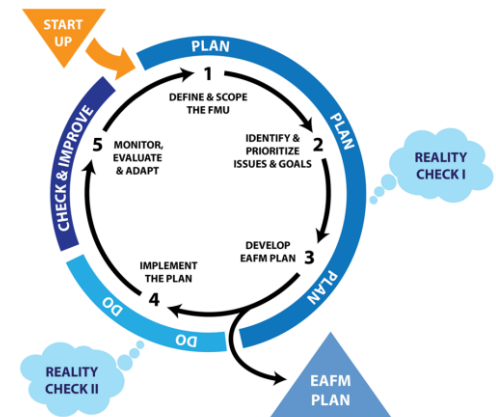 START
UP
PLAN
1
DEFINE & SCOPE
THE FMU
PLAN
2
IDENTIFY &
PRIORITIZE
ISSUES & GOALS
REALITY
CHECK I
3
DEVELOP
EAFM PLAN
PLAN
4
IMPLEMENT
THE PLAN
DO
DO
REALITY
CHECK II
EAFM
PLAN
5
MONITOR,
EVALUATE
& ADAPT
CHECK & IMPROVE